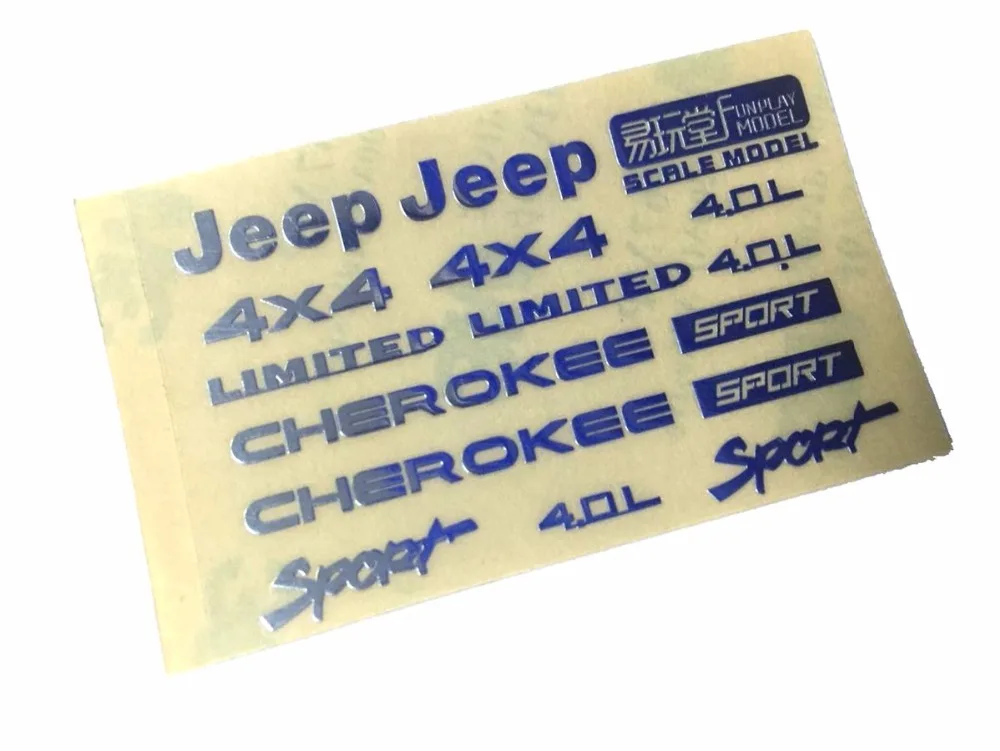 Jeep Jeep
易玩堂 FUNPLAY MODEL
SCALE MODEL
4X4 4X4
4.0L
LIMITED LIMITED
4.0L
CHEROKEE
SPORT
CHEROKEE
SPORT
Sport
4.0L
Sport